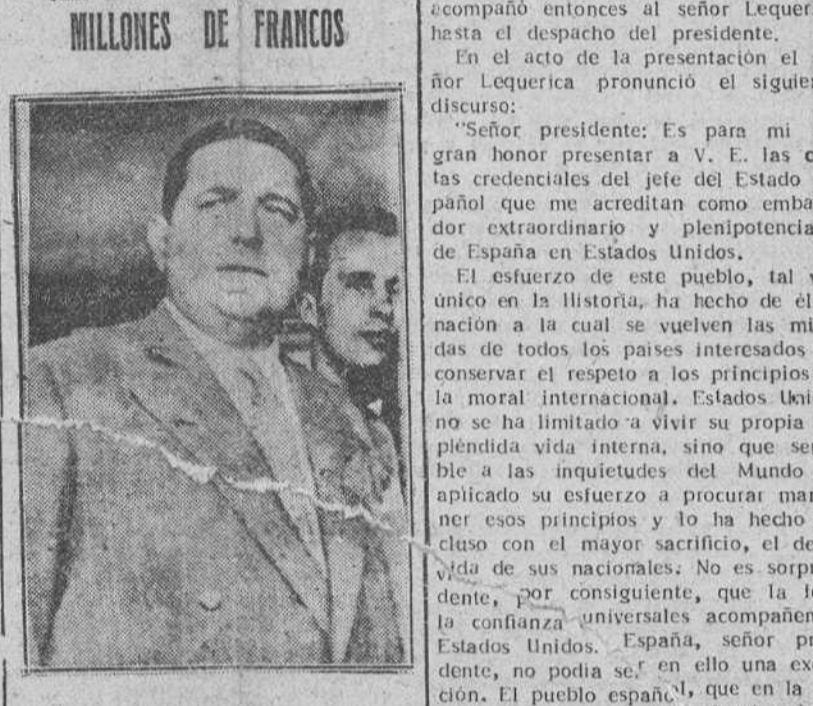 MILLONES DE FRANCOS
acompañó entonces al señor Lequer
hasta el despacho del presidente.
En el acto de la presentación el
ñor Lequerica pronunció el siguie
discurso:
"Señor presidente: Es para mi
gran honor presentar a V. E. las c
tas credenciales del jefe del Estado
pañol que me acreditan como emba
dor extraordinario y plenipotencia
de España en Estados Unidos.
El esfuerzo de este pueblo, tal v
único en la Historia, ha hecho de él
nación a la cual se vuelven las mi
das de todos los paises interesados
conservar el respeto a los principios
la moral internacional. Estados Uni
no se ha limitado a vivir su propia
pléndida vida interna, sino que sen
ble a las inquietudes del Mundo
aplicado su esfuerzo a procurar man
ner esos principios y lo ha hecho
cluso con el mayor sacrificio, el de
vida de sus nacionales. No es sorpr
dente, por consiguiente, que la f
la confianza universales acompañen
Estados Unidos. España, señor pr
dente, no podia ser en ello una exc
ción. El pueblo español, que en la